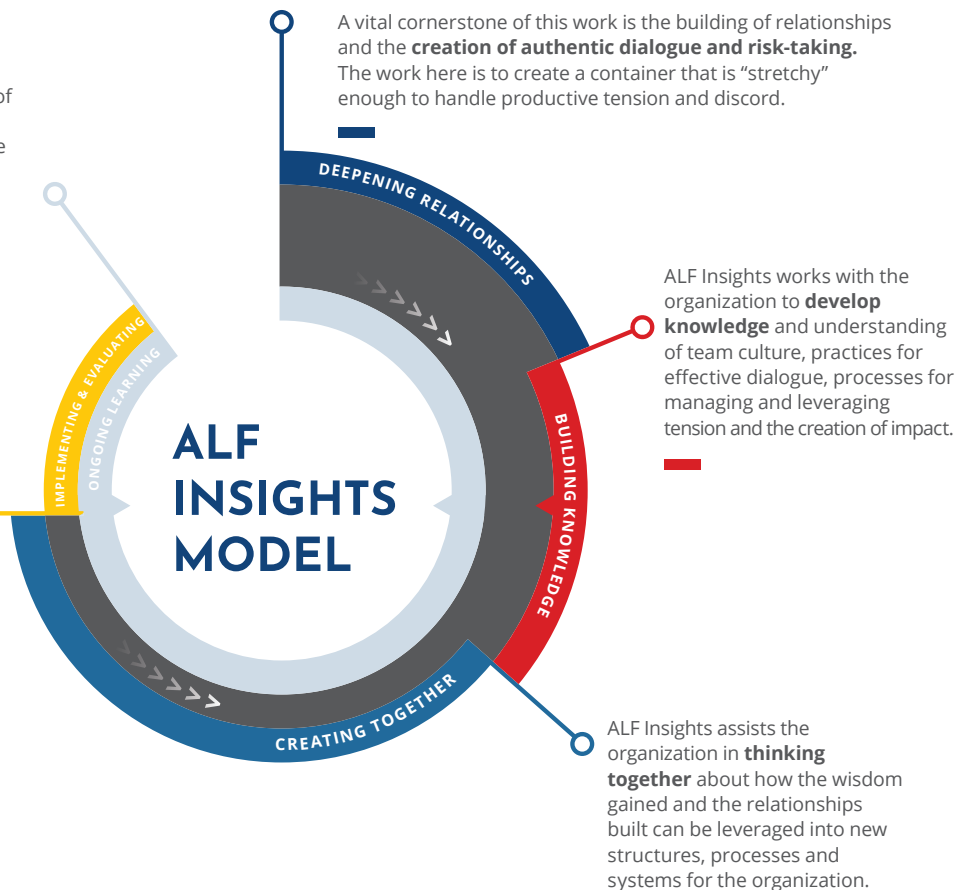 A vital cornerstone of this work is the building of relationships
and the creation of authentic dialogue and risk-taking.
The work here is to create a container that is “stretchy”
enough to handle productive tension and discord.
of
DEEPENING RELATIONSHIPS
ALF Insights works with the
organization to develop
knowledge and understanding
of team culture, practices for
effective dialogue, processes for
managing and leveraging
tension and the creation of impact.
BUILDING KNOWLEDGE
IMPLEMENTING & EVALUATING
ONGOING LEARNING
ALF
INSIGHTS
MODEL
CREATING TOGETHER
ALF Insights assists the
organization in thinking
together about how the wisdom
gained and the relationships
built can be leveraged into new
structures, processes and
systems for the organization.